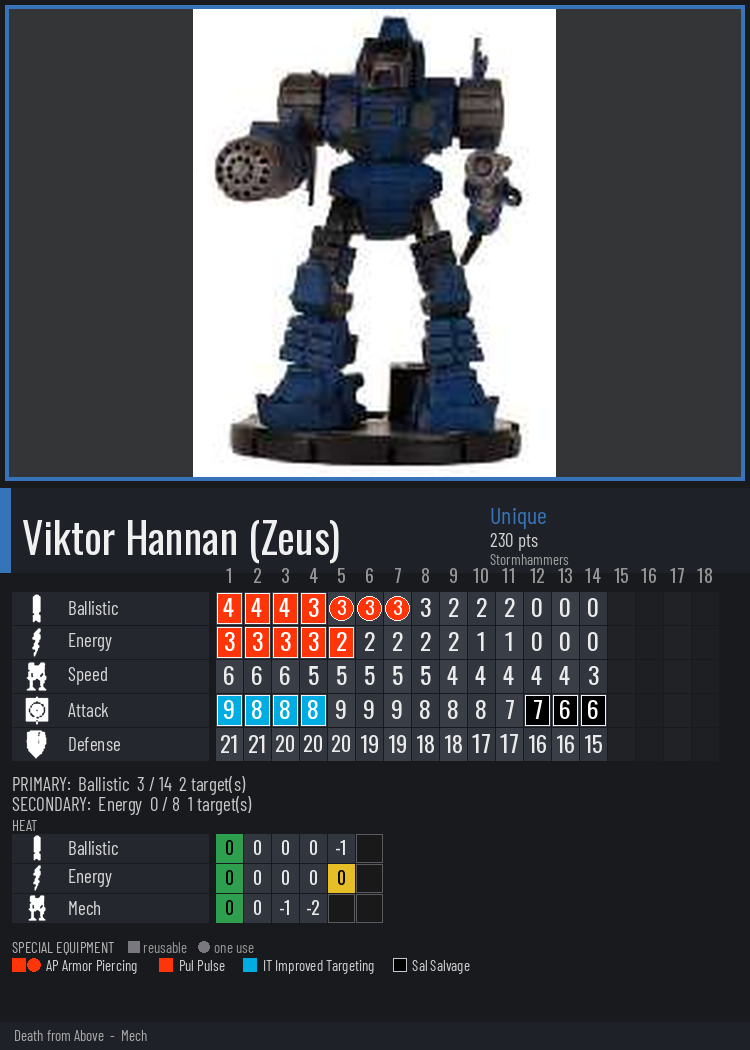 Viktor Hannan (Zeus)
Unique
230 pts
Stormhammers
1 2 3 4 5 6 7 8 9 10 11 12 13 14 15 16 17 18
Ballistic 4 4 4 3 3 3 3 3 2 2 2 0 0 0
Energy 3 3 3 3 2 2 2 2 2 1 1 0 0 0
Speed 6 6 6 5 5 5 5 5 4 4 4 4 4 3
Attack 9 8 8 8 9 9 9 8 8 8 7 7 6 6
Defense 21 21 20 20 20 19 19 18 18 17 17 16 16 15
PRIMARY: Ballistic 3 / 14 2 target(s)
SECONDARY: Energy 0 / 8 1 target(s)
HEAT
Ballistic 0 0 0 0 -1
Energy 0 0 0 0 0
Mech 0 0 -1 -2
SPECIAL EQUIPMENT reusable one use
AP Armor Piercing Pul Pulse IT Improved Targeting Sal Salvage
Death from Above - Mech